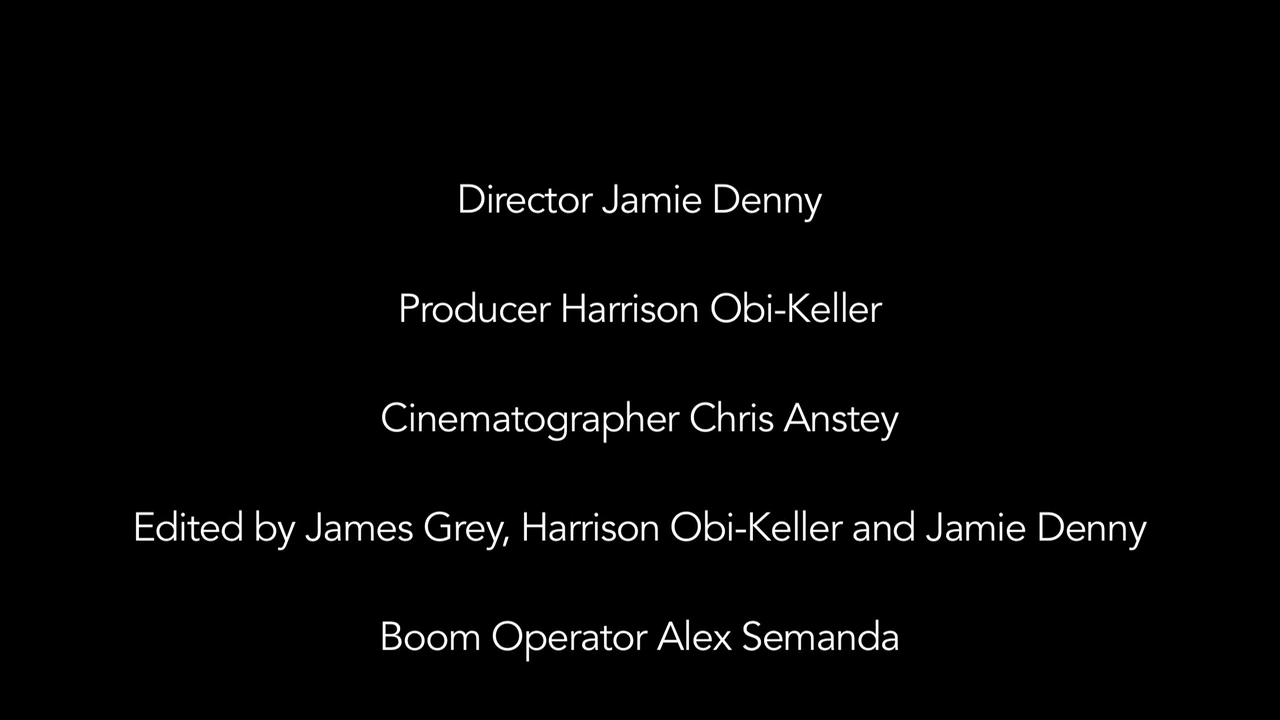 Director Jamie Denny
Producer Harrison Obi-Keller
Cinematographer Chris Anstey
Edited by James Grey, Harrison Obi-Keller and Jamie Denny
Boom Operator Alex Semanda